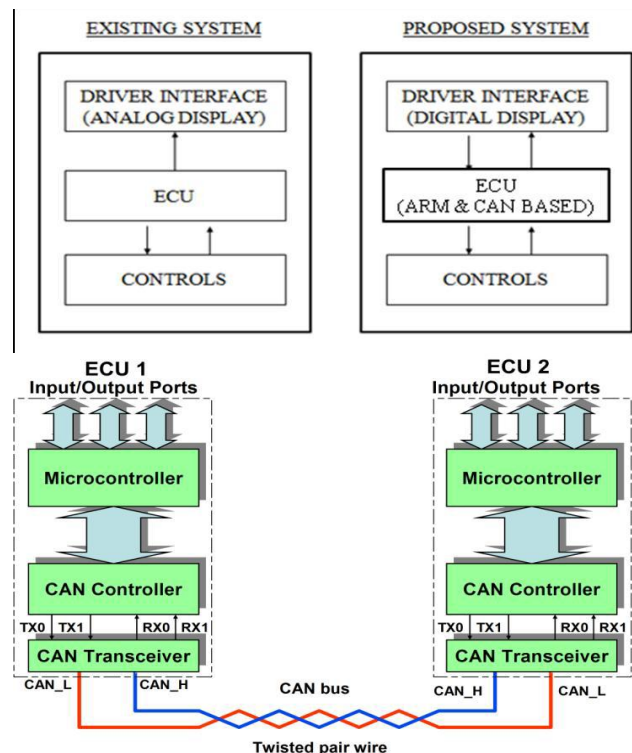 EXISTING SYSTEM
DRIVER INTERFACE
(ANALOG DISPLAY)
ECU
CONTROLS
PROPOSED SYSTEM
DRIVER INTERFACE
(DIGITAL DISPLAY)
ECU
(ARM & CAN BASED)
CONTROLS
ECU 1
Input/Output Ports
Microcontroller
CAN Controller
TX0 TX1 RX0 RX1
CAN Transceiver
CAN_L CAN_H
ECU 2
Input/Output Ports
Microcontroller
CAN Controller
TX0 TX1 RX0 RX1
CAN Transceiver
CAN_H CAN_L
CAN bus
Twisted pair wire